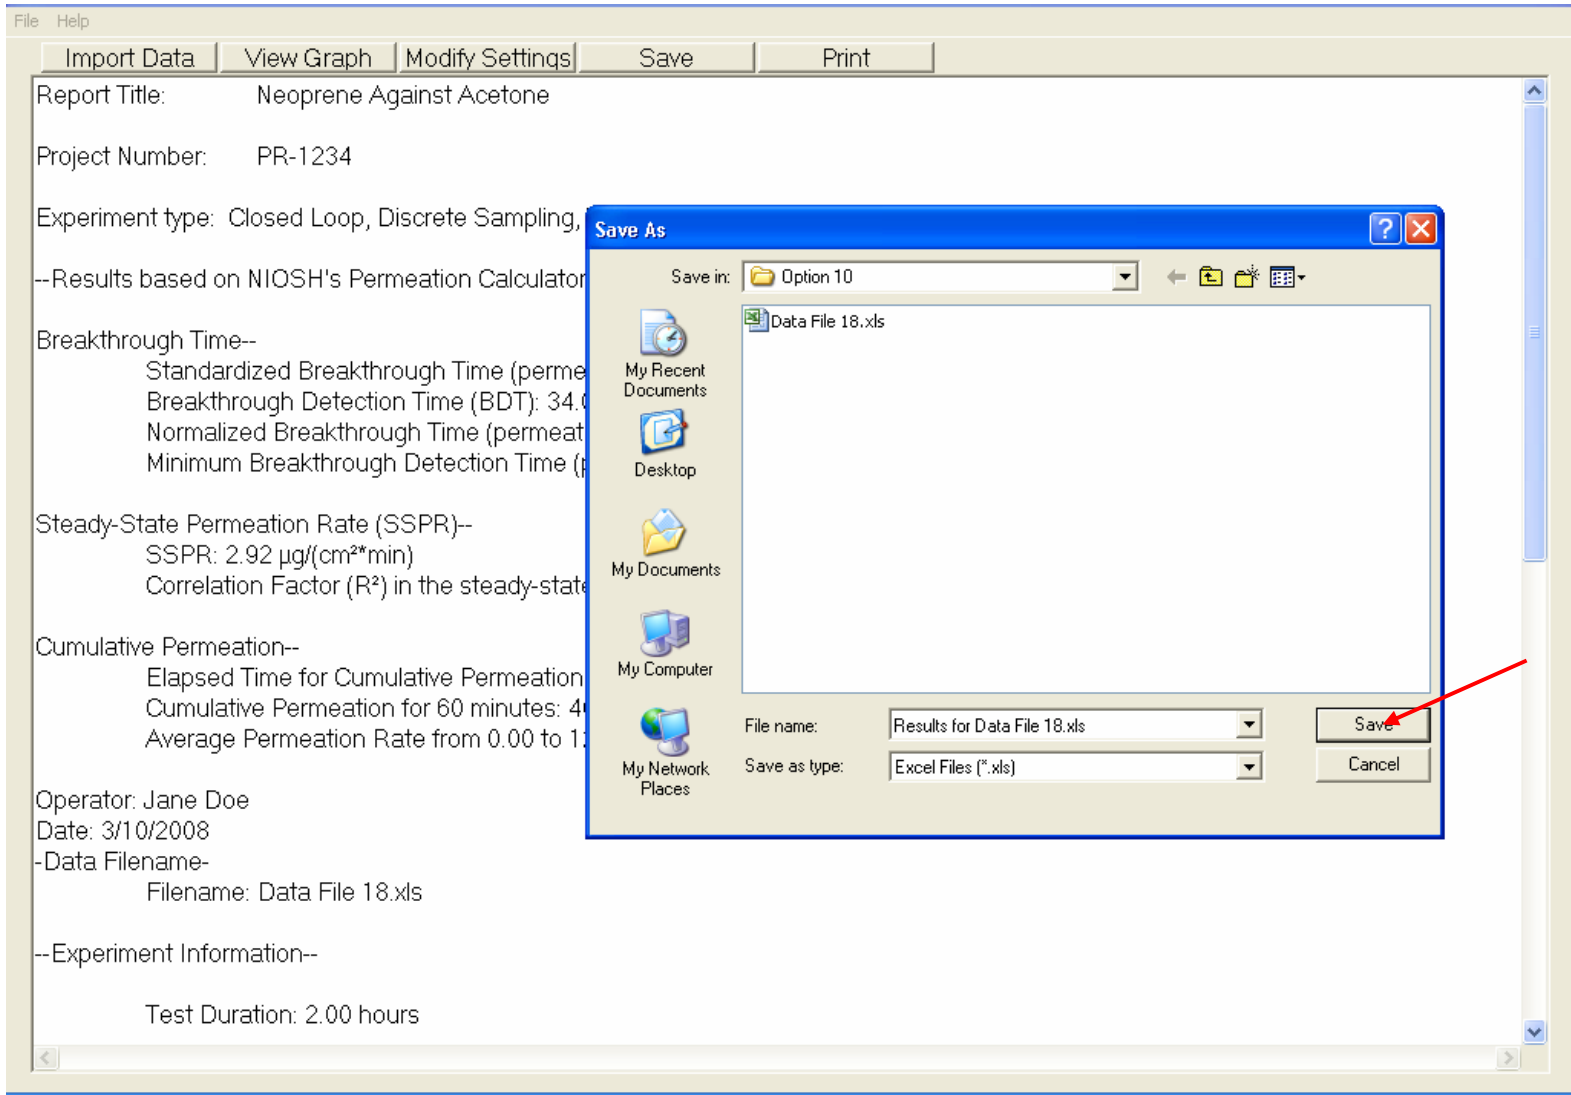 File Help
Import Data View Graph Modify Settings Save Print
Report Title: Neoprene Against Acetone
Project Number: PR-1234
Experiment type: Closed Loop, Discrete Sampling,
--Results based on NIOSH's Permeation Calculator
Breakthrough Time--
Standardized Breakthrough Time (perme
Breakthrough Detection Time (BDT): 34.
Normalized Breakthrough Time (permeat
Minimum Breakthrough Detection Time (
Steady-State Permeation Rate (SSPR)--
SSPR: 2.92 µg/(cm²*min)
Correlation Factor (R²) in the steady-state
Cumulative Permeation--
Elapsed Time for Cumulative Permeation
Cumulative Permeation for 60 minutes: 4
Average Permeation Rate from 0.00 to 1
Operator: Jane Doe
Date: 3/10/2008
-Data Filename-
Filename: Data File 18.xls
--Experiment Information--
Test Duration: 2.00 hours
Save As
Save in: Option 10
Data File 18.xls
My Recent
Documents
Desktop
My Documents
My Computer
My Network
Places
File name: Results for Data File 18.xls Save
Save as type: Excel Files (*.xls) Cancel